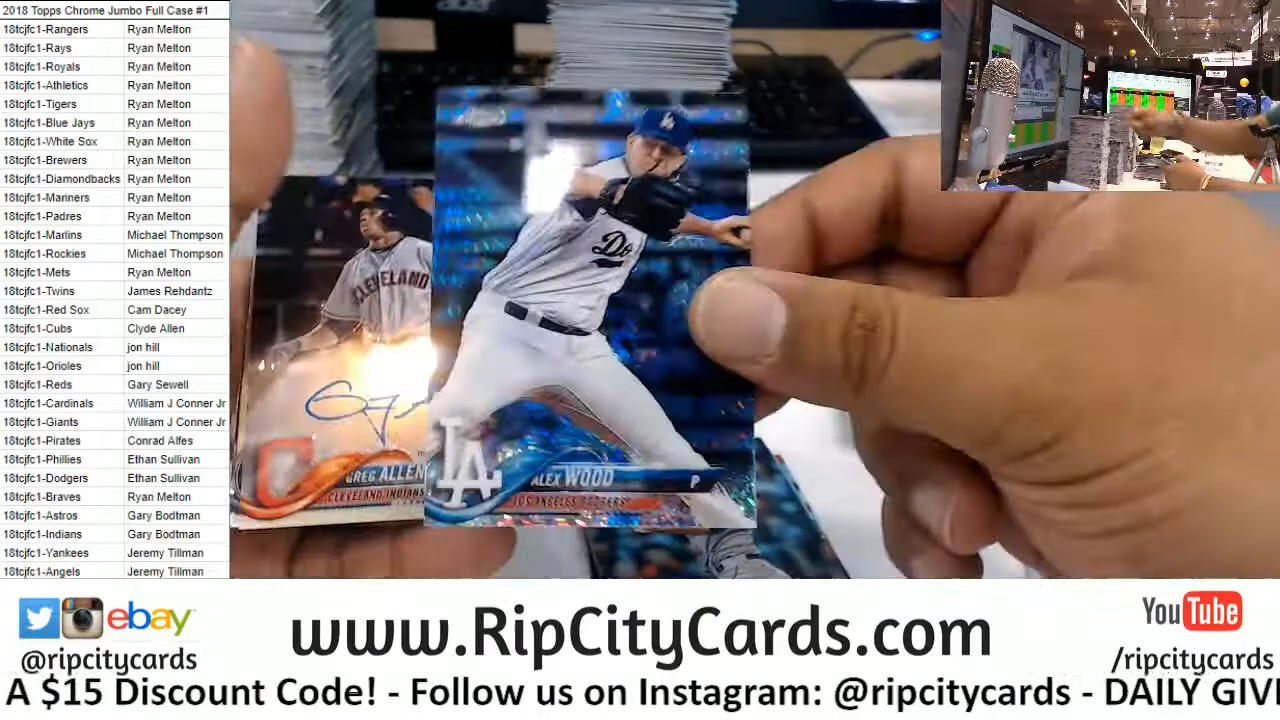 2018 Topps Chrome Jumbo Full Case #1
18tcjfc1-Rangers Ryan Melton
18tcjfc1-Rays Ryan Melton
18tcjfc1-Royals Ryan Melton
18tcjfc1-Athletics Ryan Melton
18tcjfc1-Tigers Ryan Melton
18tcjfc1-Blue Jays Ryan Melton
18tcjfc1-White Sox Ryan Melton
18tcjfc1-Brewers Ryan Melton
18tcjfc1-Diamondbacks Ryan Melton
18tcjfc1-Mariners Ryan Melton
18tcjfc1-Padres Ryan Melton
18tcjfc1-Marlins Michael Thompson
18tcjfc1-Rockies Michael Thompson
18tcjfc1-Mets Ryan Melton
18tcjfc1-Twins James Rehdantz
18tcjfc1-Red Sox Cam Dacey
18tcjfc1-Cubs Clyde Allen
18tcjfc1-Nationals jon hill
18tcjfc1-Orioles jon hill
18tcjfc1-Reds Gary Sewell
18tcjfc1-Cardinals William J Conner Jr
18tcjfc1-Giants William J Conner Jr
18tcjfc1-Pirates Conrad Alfes
18tcjfc1-Phillies Ethan Sullivan
18tcjfc1-Dodgers Ethan Sullivan
18tcjfc1-Braves Ryan Melton
18tcjfc1-Astros Gary Bodtman
18tcjfc1-Indians Gary Bodtman
18tcjfc1-Yankees Jeremy Tillman
18tcjfc1-Angels Jeremy Tillman
CLEVELAND
GREG ALLEN
CLEVELAND INDIANS
LA
Do
LA
ALEX WOOD P
LOS ANGELES DODGERS
ebay
@ripcitycards
www.RipCityCards.com
YouTube
/ripcitycards
A $15 Discount Code! - Follow us on Instagram: @ripcitycards - DAILY GIV